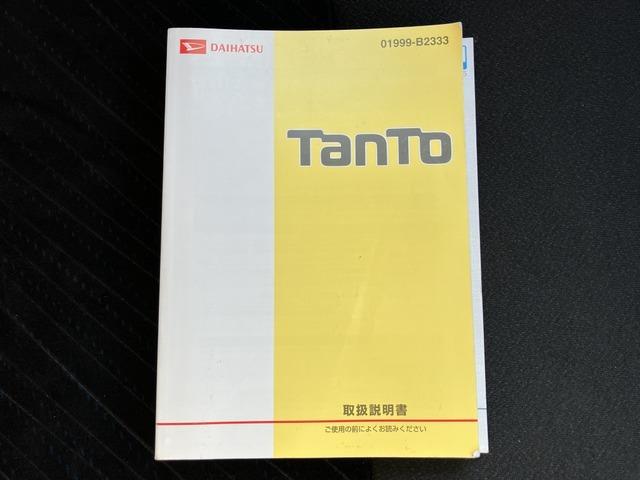 DAIHATSU
01999-B2333
TanTo
取扱説明書
ご使用の前によくお読みください